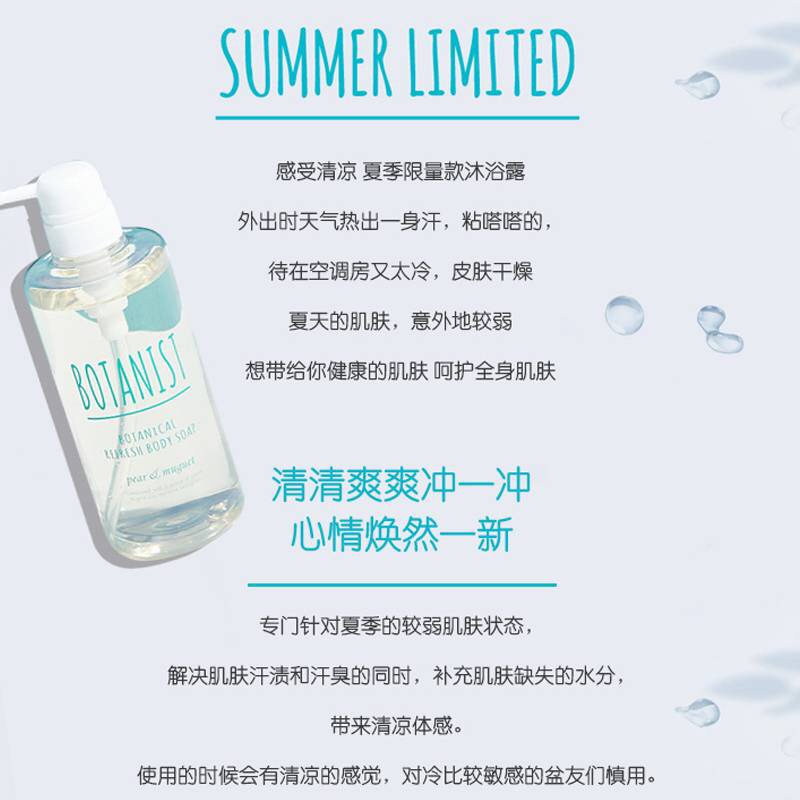 SUMMER LIMITED
感受清凉 夏季限量款沐浴露
外出时天气热出一身汗，粘嗒嗒的，
待在空调房又太冷，皮肤干燥
夏天的肌肤，意外地较弱
想带给你健康的肌肤 呵护全身肌肤
BOTANIST
BOTANICAL
REFRESH BODY SOAP
pear & muguet
清清爽爽冲一冲
心情焕然一新
专门针对夏季的较弱肌肤状态，
解决肌肤汗渍和汗臭的同时，补充肌肤缺失的水分，
带来清凉体感。
使用的时候会有清凉的感觉，对冷比较敏感的盆友们慎用。